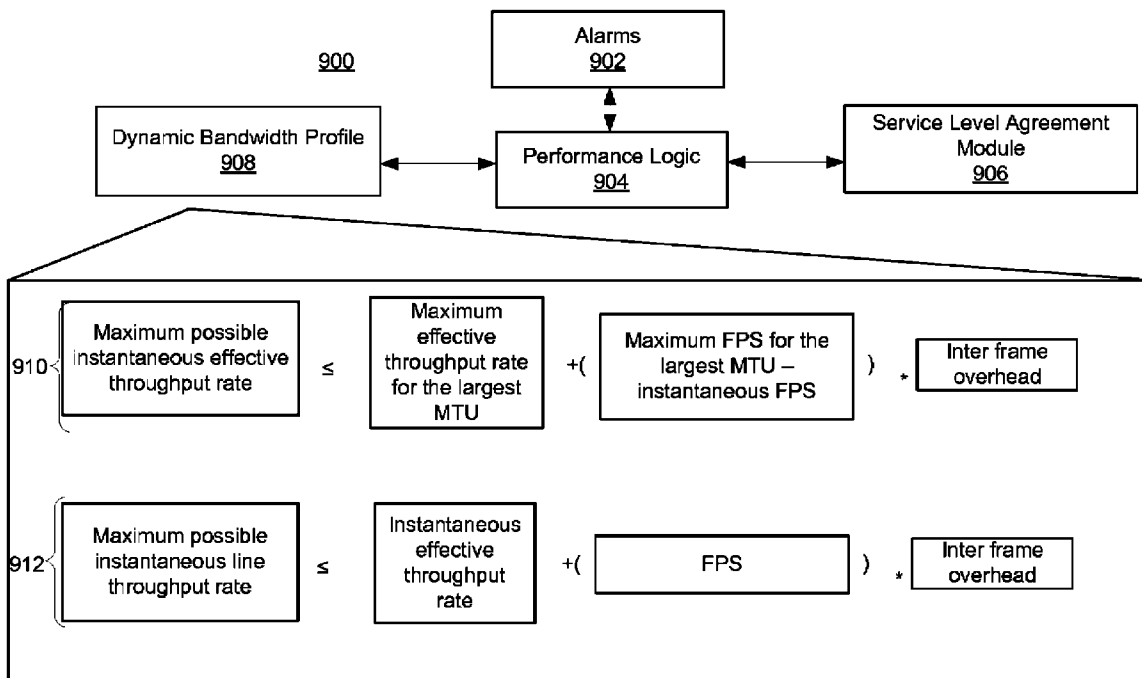 900
Alarms
902
Dynamic Bandwidth Profile
908
Performance Logic
904
Service Level Agreement
Module
906
910
Maximum possible
instantaneous effective
throughput rate
≤
Maximum
effective
throughput rate
for the largest
MTU
+(
Maximum FPS for the
largest MTU –
instantaneous FPS
)
*
Inter frame
overhead
912
Maximum possible
instantaneous line
throughput rate
≤
Instantaneous
effective
throughput
rate
+(
FPS
)
*
Inter frame
overhead